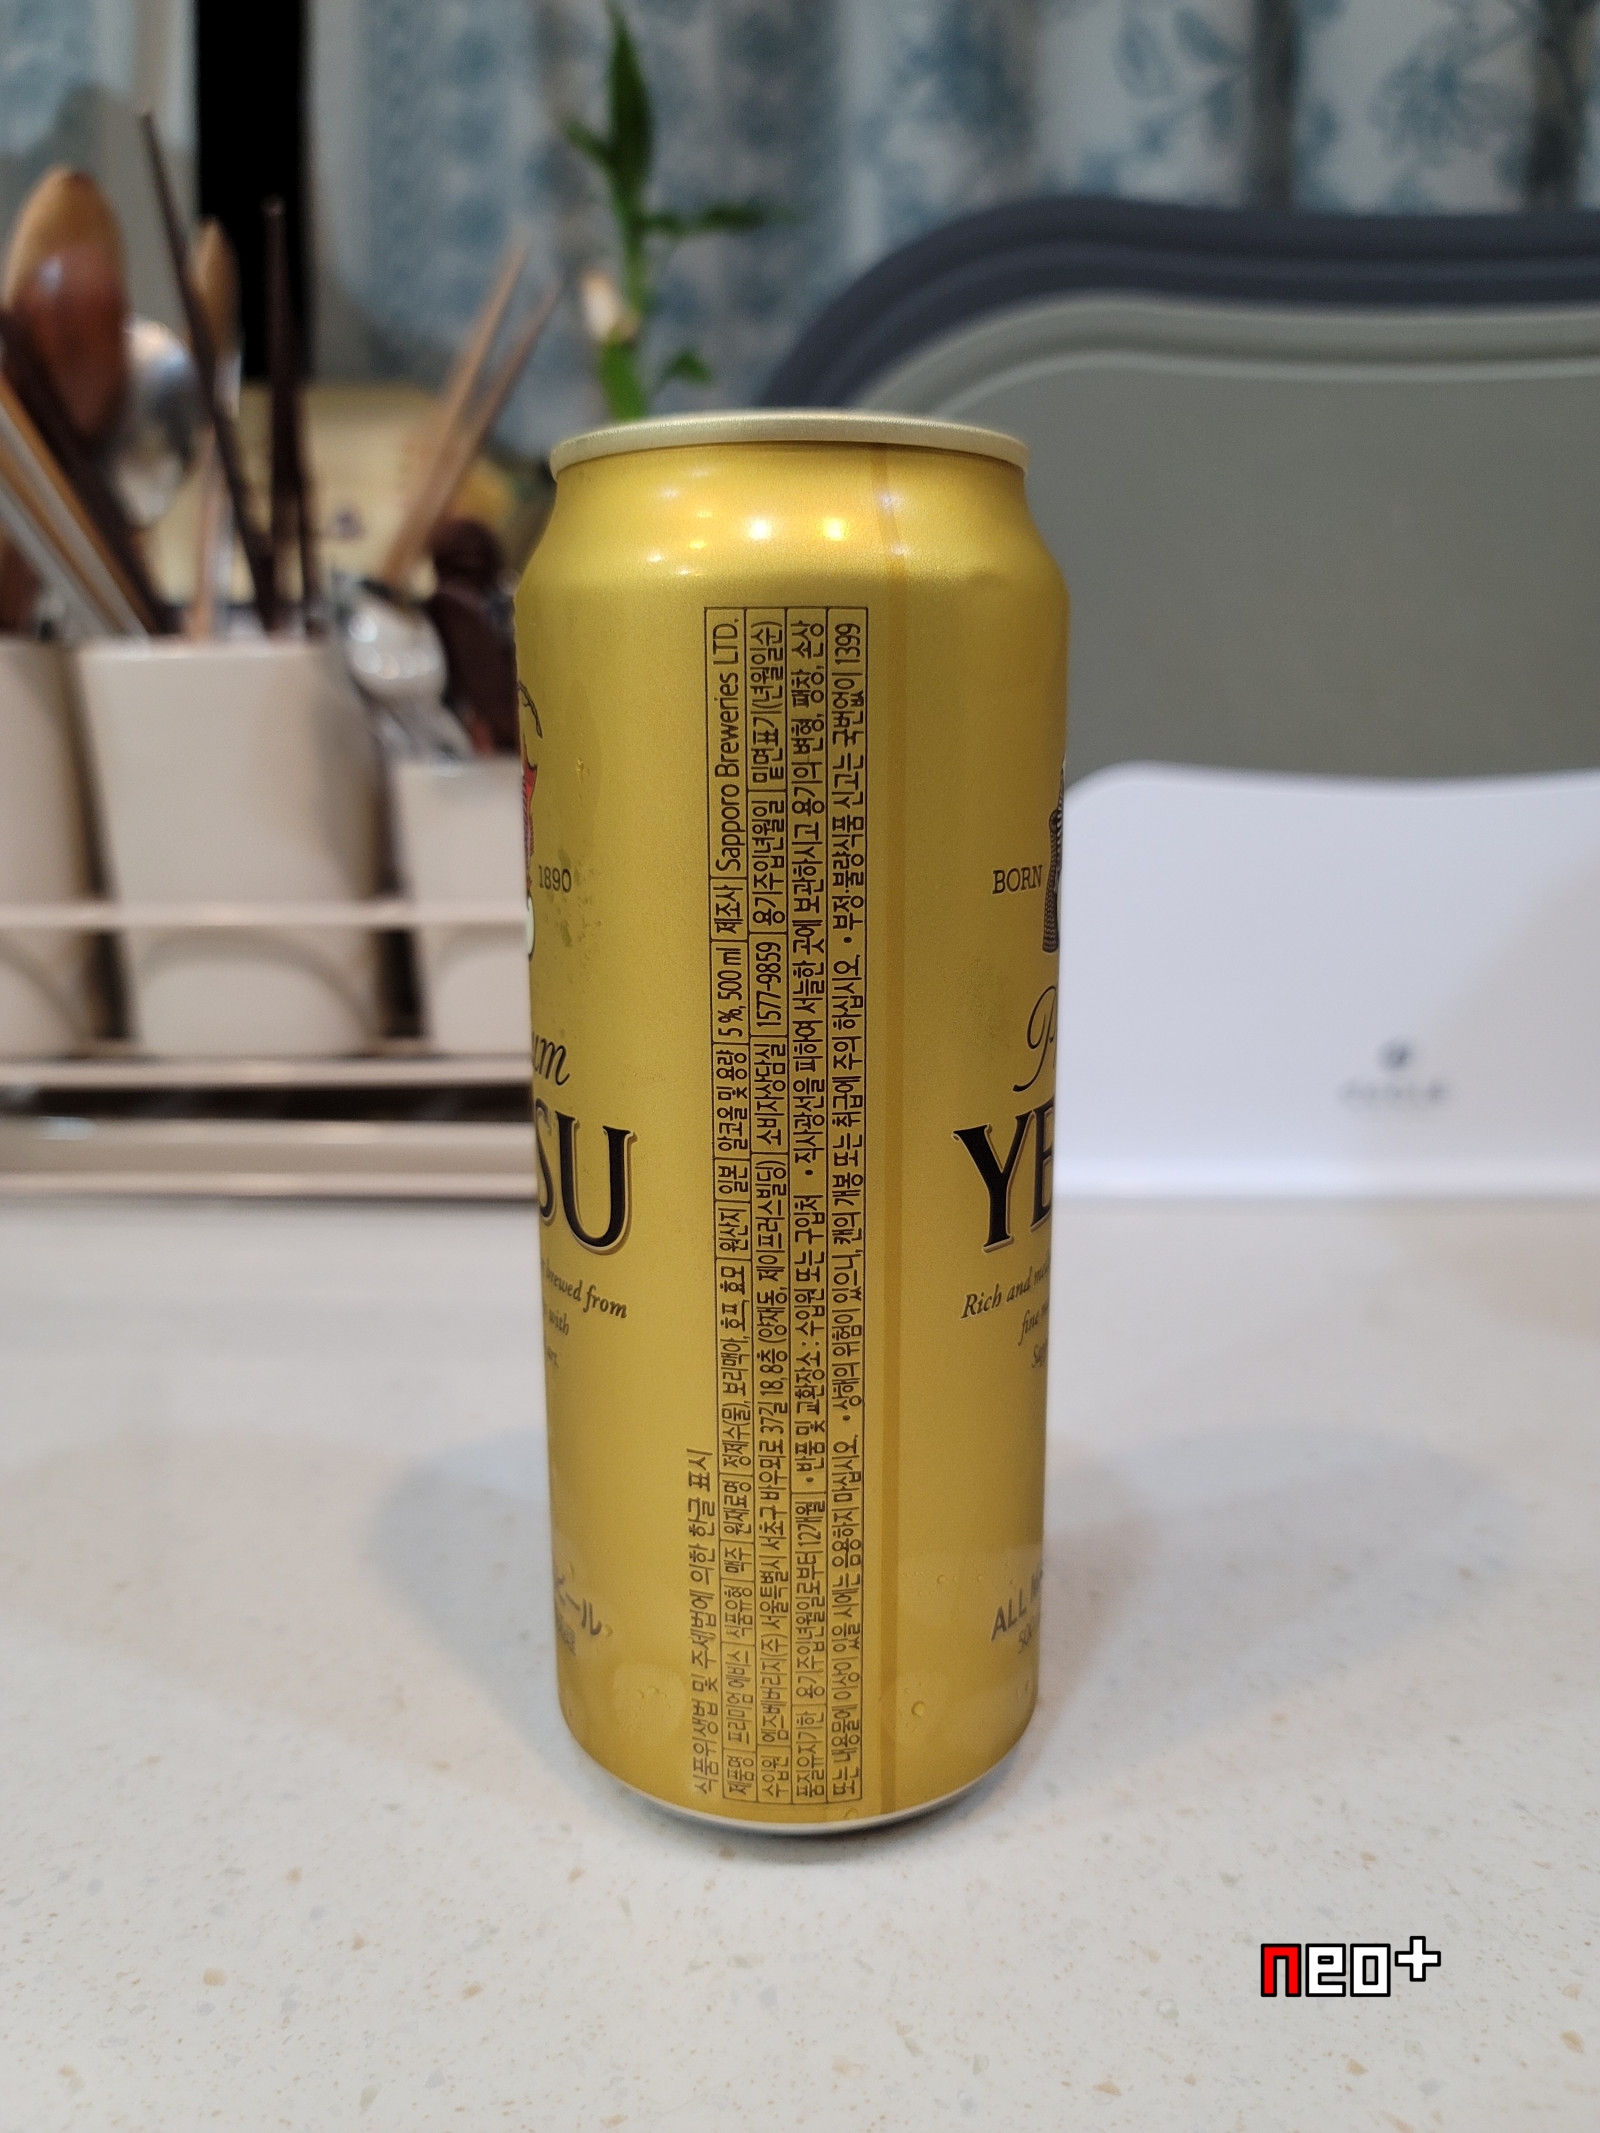 식품위생법 및 주세법에 의한 한글 표시
제품명 프리미엄 에비스 식품유형 맥주 원재료명 정제수(물), 보리맥아, 호프, 효모 원산지 일본 알코올 및 용량 5%, 500 ml 제조사 Sapporo Breweries LTD.
수입원 엠즈베버리지(주) 서울특별시 서초구 바우뫼로 37길 18, 8층 (양재동, 제이프러스빌딩) 소비자상담실 1577-9859 용기주입년월일 밑면표기(년월일순)
품질유지기한 용기주입년월일로부터 12개월 • 반품 및 교환장소 : 수입원 또는 구입처 • 직사광선을 피하여 서늘한 곳에 보관하시고 용기의 변형, 팽창, 손상
또는 내용물에 이상이 있을 시에는 음용하지 마십시오. • 상해의 위험이 있으니, 캔의 개봉 또는 취급에 주의 하십시오. • 부정·불량식품 신고는 국번없이 1399
1890
um
SU
brewed from
with
ビール
BORN
P
YE
Rich and
fine
ALL
neo+